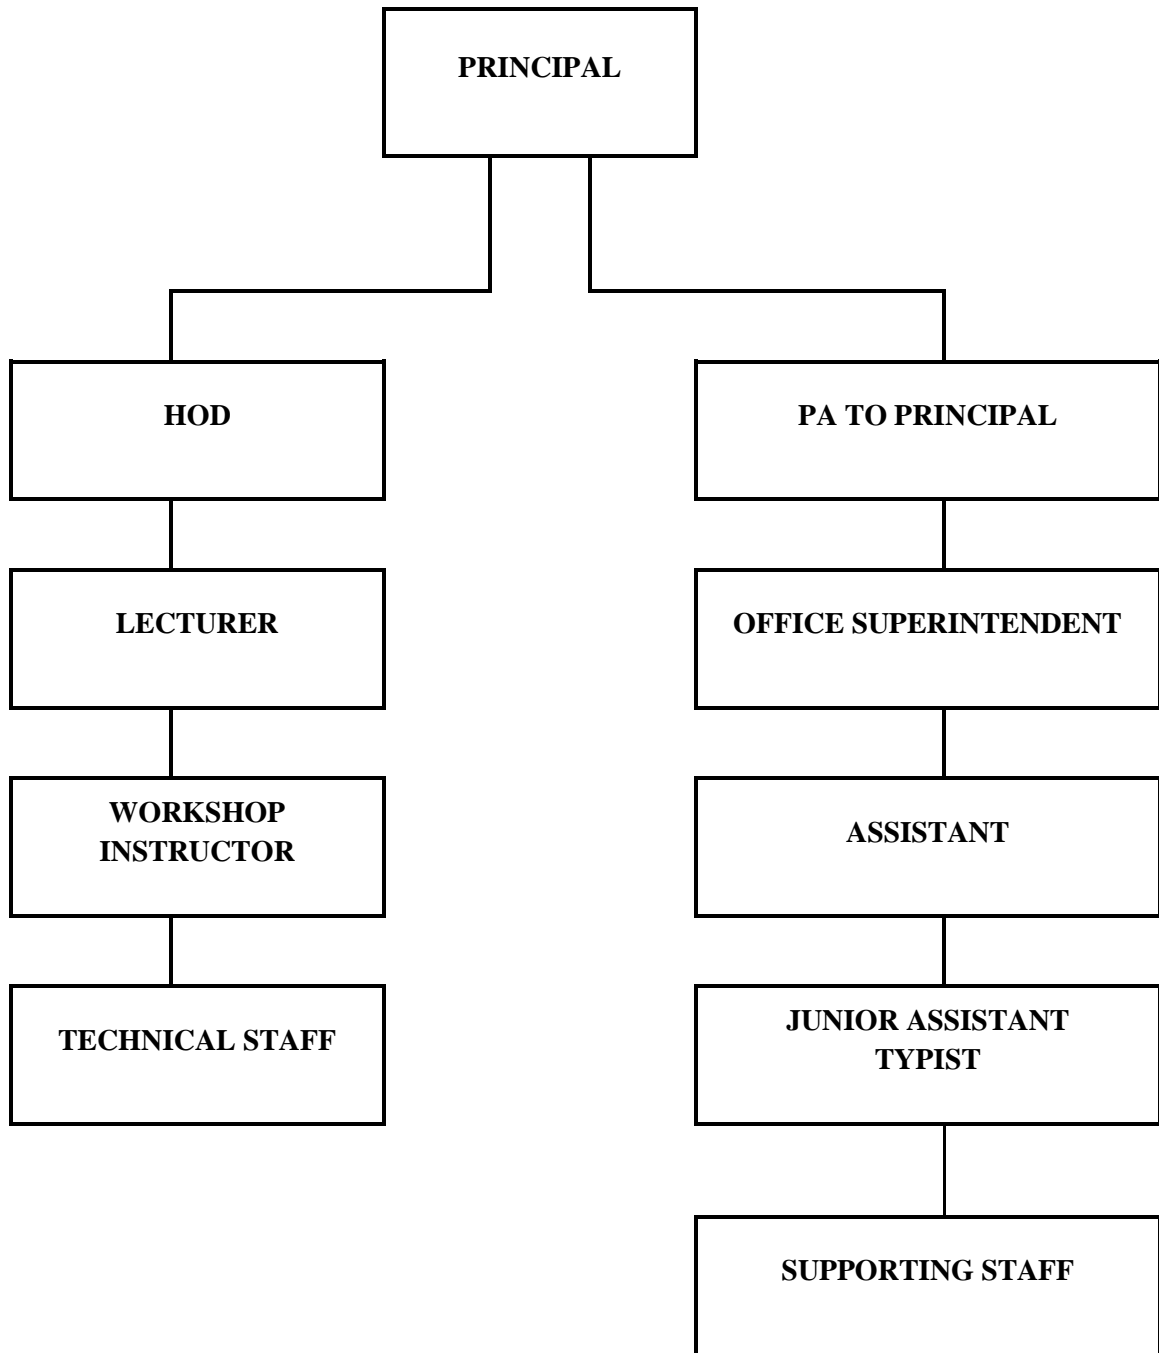 PRINCIPAL
HOD
PA TO PRINCIPAL
LECTURER
OFFICE SUPERINTENDENT
WORKSHOP
INSTRUCTOR
ASSISTANT
TECHNICAL STAFF
JUNIOR ASSISTANT
TYPIST
SUPPORTING STAFF